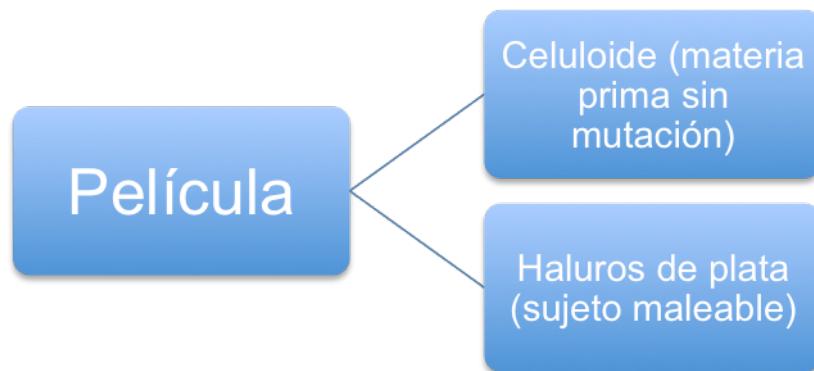 Película
Celuloide (materia
prima sin
mutación)
Haluros de plata
(sujeto maleable)